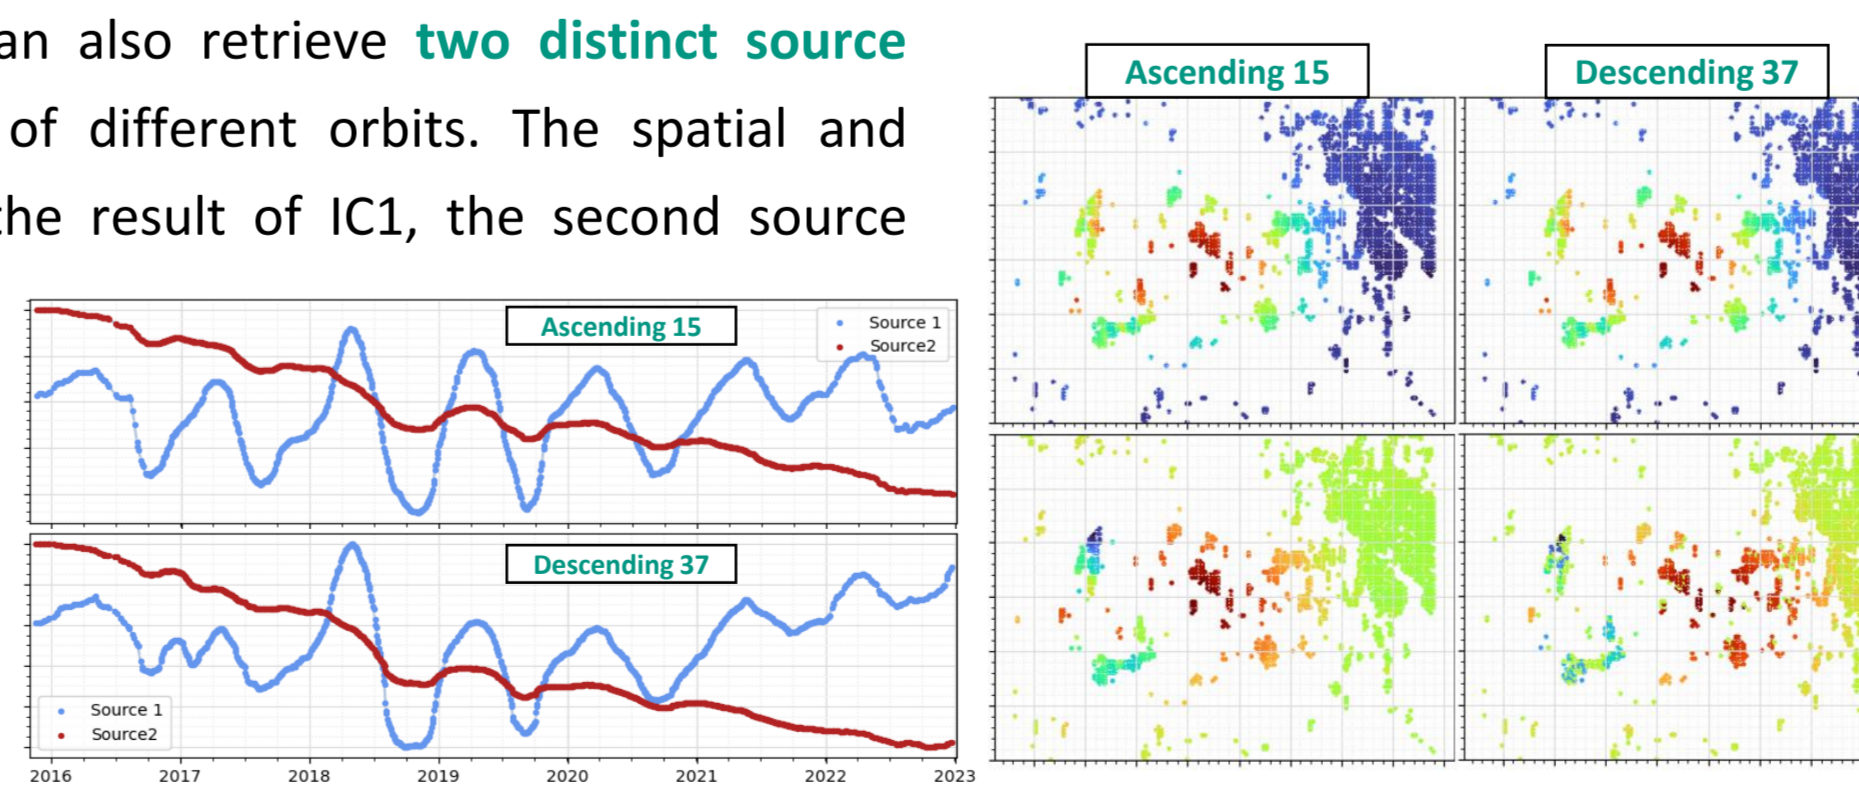 an also retrieve two distinct source
of different orbits. The spatial and
the result of IC1, the second source
Ascending 15
Source 1
Source2
Descending 37
Source 1
Source2
2016 2017 2018 2019 2020 2021 2022 2023
Ascending 15
Descending 37